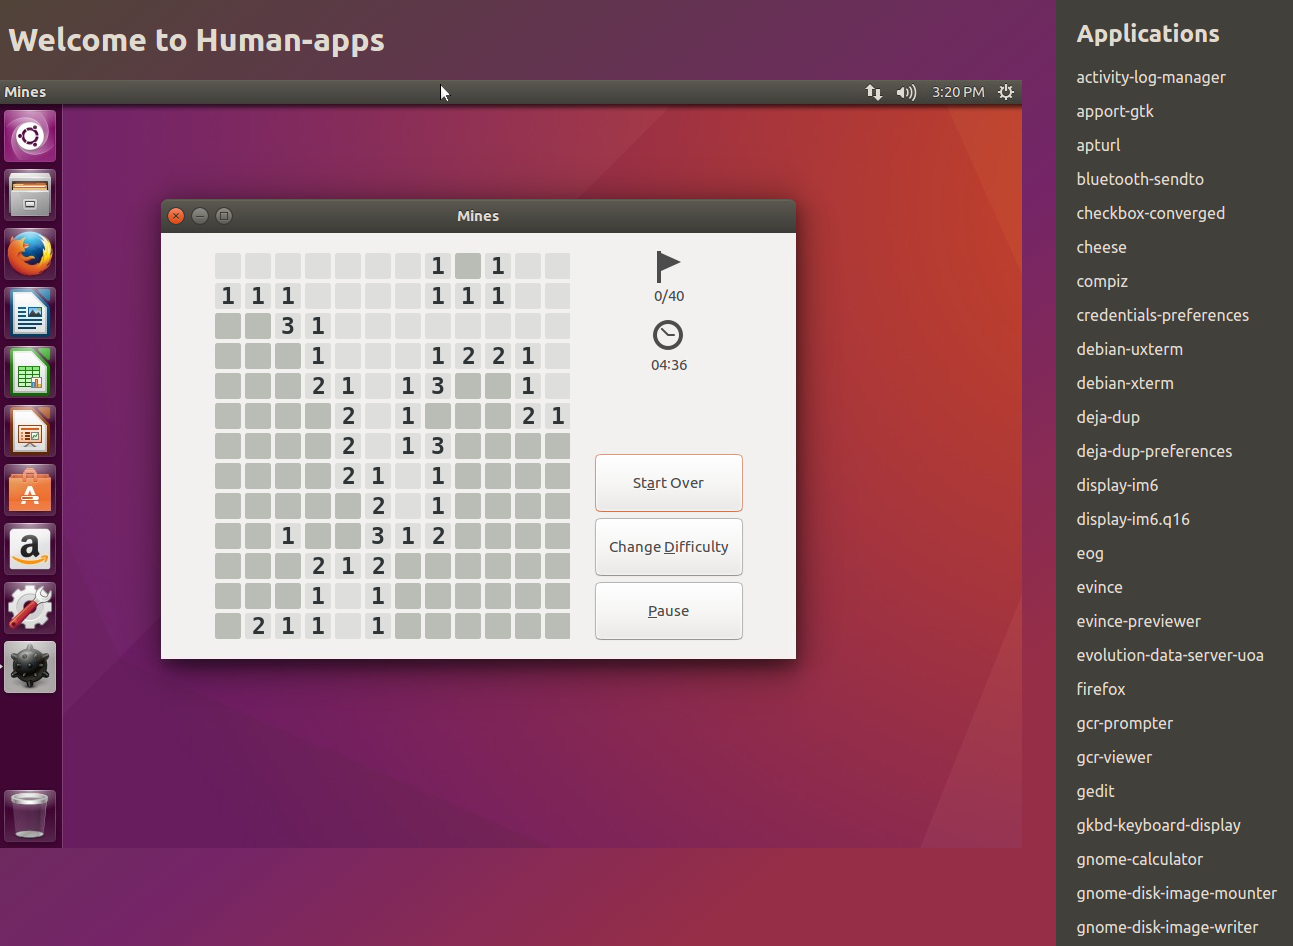 Welcome to Human-apps
Mines
3:20 PM
Mines
1 1
1 1 1 1 1 1
3 1
1 1 2 2 1
2 1 1 3 1
2 1 2 1
2 1 3
2 1 1
2 1
1 3 1 2
2 1 2
1 1
2 1 1 1
0/40
04:36
Start Over
Change Difficulty
Pause
Applications
activity-log-manager
apport-gtk
apturl
bluetooth-sendto
checkbox-converged
cheese
compiz
credentials-preferences
debian-uxterm
debian-xterm
deja-dup
deja-dup-preferences
display-im6
display-im6.q16
eog
evince
evince-previewer
evolution-data-server-uoa
firefox
gcr-prompter
gcr-viewer
gedit
gkbd-keyboard-display
gnome-calculator
gnome-disk-image-mounter
gnome-disk-image-writer